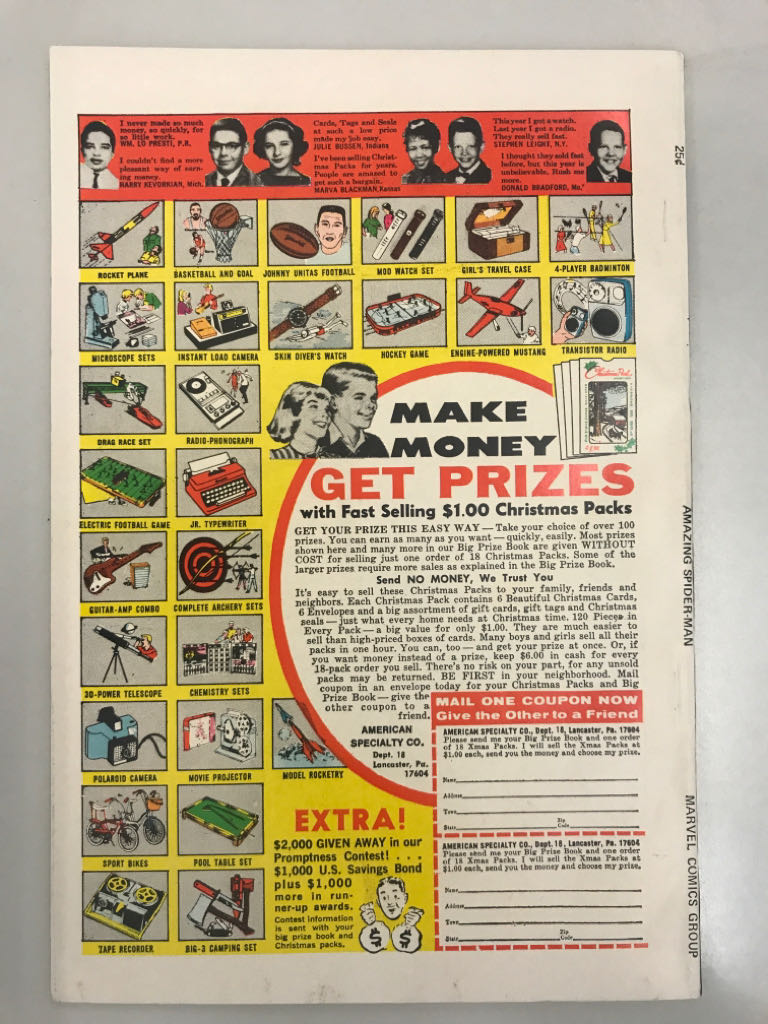 I never made so much
money, so quickly, for
so little work.
WM. LO PRESTI, P.R.
I couldn't find a more
pleasant way of earn-
ing money.
HARRY KEVORKIAN, Mich.
Cards, Tags and Seals
at such a low price
made my job easy.
JULIE BUSSEN, Indiana
I've been selling Christ-
mas Packs for years.
People are amazed to
get such a bargain.
MARVA BLACKMAN, Kansas
This year I got a watch.
Last year I got a radio.
They really sell fast.
STEPHEN LEIGHT, N.Y.
I thought they sold fast
before, but this year is
unbelievable. Rush me
more.
DONALD BRADFORD, Mo."
25¢
ROCKET PLANE
BASKETBALL AND GOAL
JOHNNY UNITAS FOOTBALL
MOD WATCH SET
GIRL'S TRAVEL CASE
4-PLAYER BADMINTON
MICROSCOPE SETS
INSTANT LOAD CAMERA
SKIN DIVER'S WATCH
HOCKEY GAME
ENGINE-POWERED MUSTANG
TRANSISTOR RADIO
DRAG RACE SET
RADIO-PHONOGRAPH
ELECTRIC FOOTBALL GAME
JR. TYPEWRITER
GUITAR-AMP COMBO
COMPLETE ARCHERY SETS
30-POWER TELESCOPE
CHEMISTRY SETS
POLAROID CAMERA
MOVIE PROJECTOR
MODEL ROCKETRY
SPORT BIKES
POOL TABLE SET
TAPE RECORDER
BIG-3 CAMPING SET
MAKE
MONEY
GET PRIZES
with Fast Selling $1.00 Christmas Packs
GET YOUR PRIZE THIS EASY WAY — Take your choice of over 100
prizes. You can earn as many as you want — quickly, easily. Most prizes
shown here and many more in our Big Prize Book are given WITHOUT
COST for selling just one order of 18 Christmas Packs. Some of the
larger prizes require more sales as explained in the Big Prize Book.
Send NO MONEY, We Trust You
It's easy to sell these Christmas Packs to your family, friends and
neighbors. Each Christmas Pack contains 6 Beautiful Christmas Cards,
6 Envelopes and a big assortment of gift cards, gift tags and Christmas
seals — just what every home needs at Christmas time. 120 Pieces in
Every Pack — a big value for only $1.00. They are much easier to
sell than high-priced boxes of cards. Many boys and girls sell all their
packs in one hour. You can, too — and get your prize at once. Or, if
you want money instead of a prize, keep $6.00 in cash for every
18-pack order you sell. There's no risk on your part, for any unsold
packs may be returned. BE FIRST in your neighborhood. Mail
coupon in an envelope today for your Christmas Packs and Big
Prize Book — give the
other coupon to a
friend.
AMERICAN
SPECIALTY CO.
Dept. 18
Lancaster, Pa.
17604
MAIL ONE COUPON NOW
Give the Other to a Friend
AMERICAN SPECIALTY CO., Dept. 18, Lancaster, Pa. 17604
Please send me your Big Prize Book and one order
of 18 Xmas Packs. I will sell the Xmas Packs at
$1.00 each, send you the money and choose my prize.
Name
Address
Town
State Zip Code
AMERICAN SPECIALTY CO., Dept. 18, Lancaster, Pa. 17604
Please send me your Big Prize Book and one order
of 18 Xmas Packs. I will sell the Xmas Packs at
$1.00 each, send you the money and choose my prize.
Name
Address
Town
State Zip Code
EXTRA!
$2,000 GIVEN AWAY in our
Promptness Contest! . . .
$1,000 U.S. Savings Bond
plus $1,000
more in run-
ner-up awards.
Contest information
is sent with your
big prize book and
Christmas packs.
$ $
AMAZING SPIDER-MAN
MARVEL COMICS GROUP